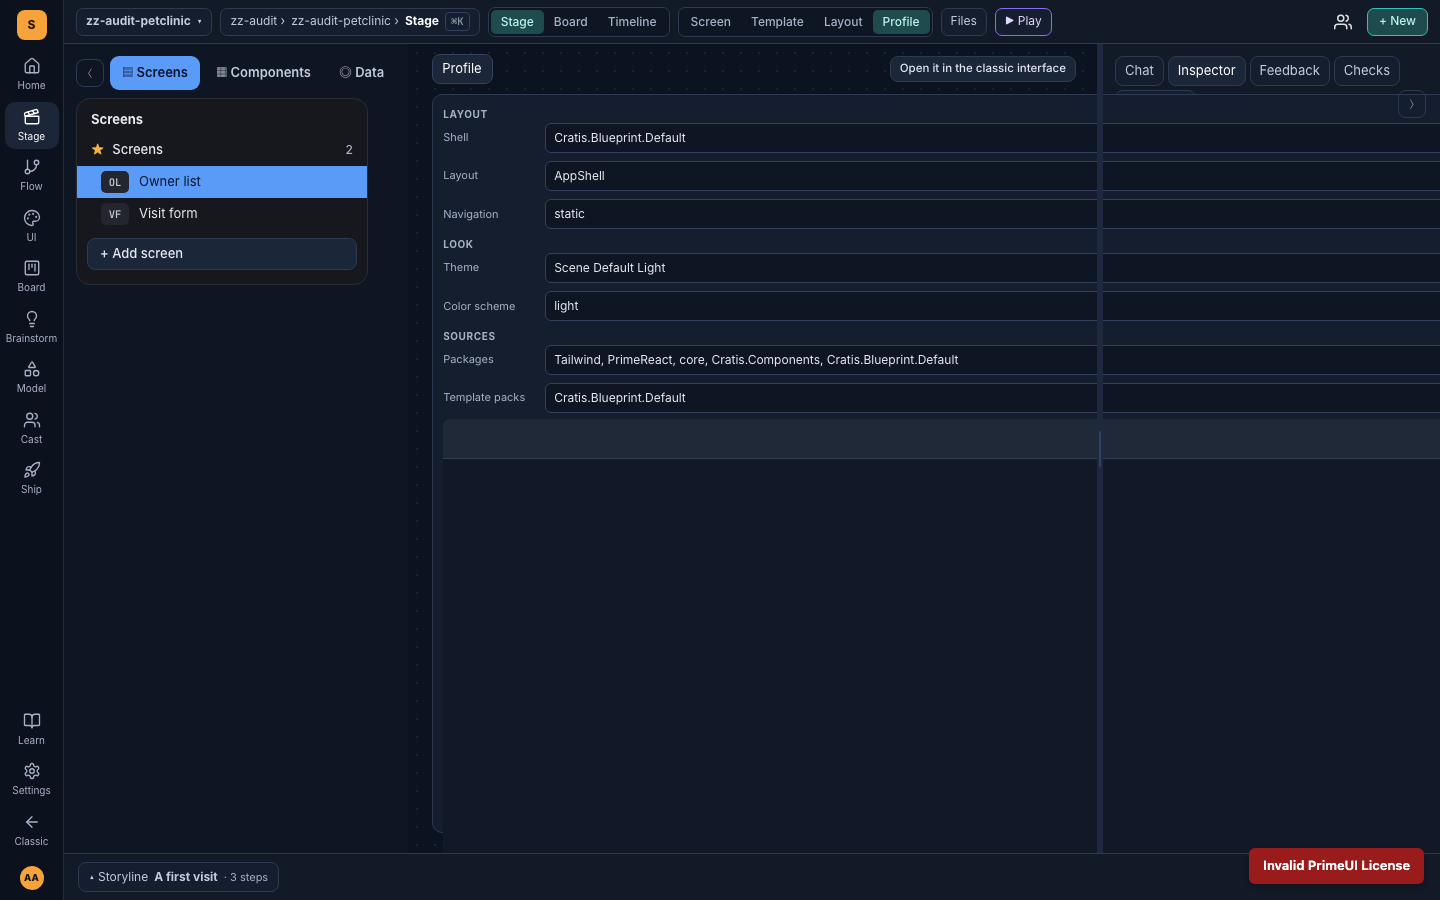 S
zz-audit-petclinic
zz-audit › zz-audit-petclinic › Stage ⌘K
Stage Board Timeline
Screen Template Layout Profile
Files
Play
+ New
Home
Stage
Flow
UI
Board
Brainstorm
Model
Cast
Ship
Learn
Settings
Classic
AA
Screens Components Data
Screens
Screens 2
OL Owner list
VF Visit form
+ Add screen
Profile
Open it in the classic interface
LAYOUT
Shell Cratis.Blueprint.Default
Layout AppShell
Navigation static
LOOK
Theme Scene Default Light
Color scheme light
SOURCES
Packages Tailwind, PrimeReact, core, Cratis.Components, Cratis.Blueprint.Default
Template packs Cratis.Blueprint.Default
Chat Inspector Feedback Checks
Storyline A first visit · 3 steps
Invalid PrimeUI License